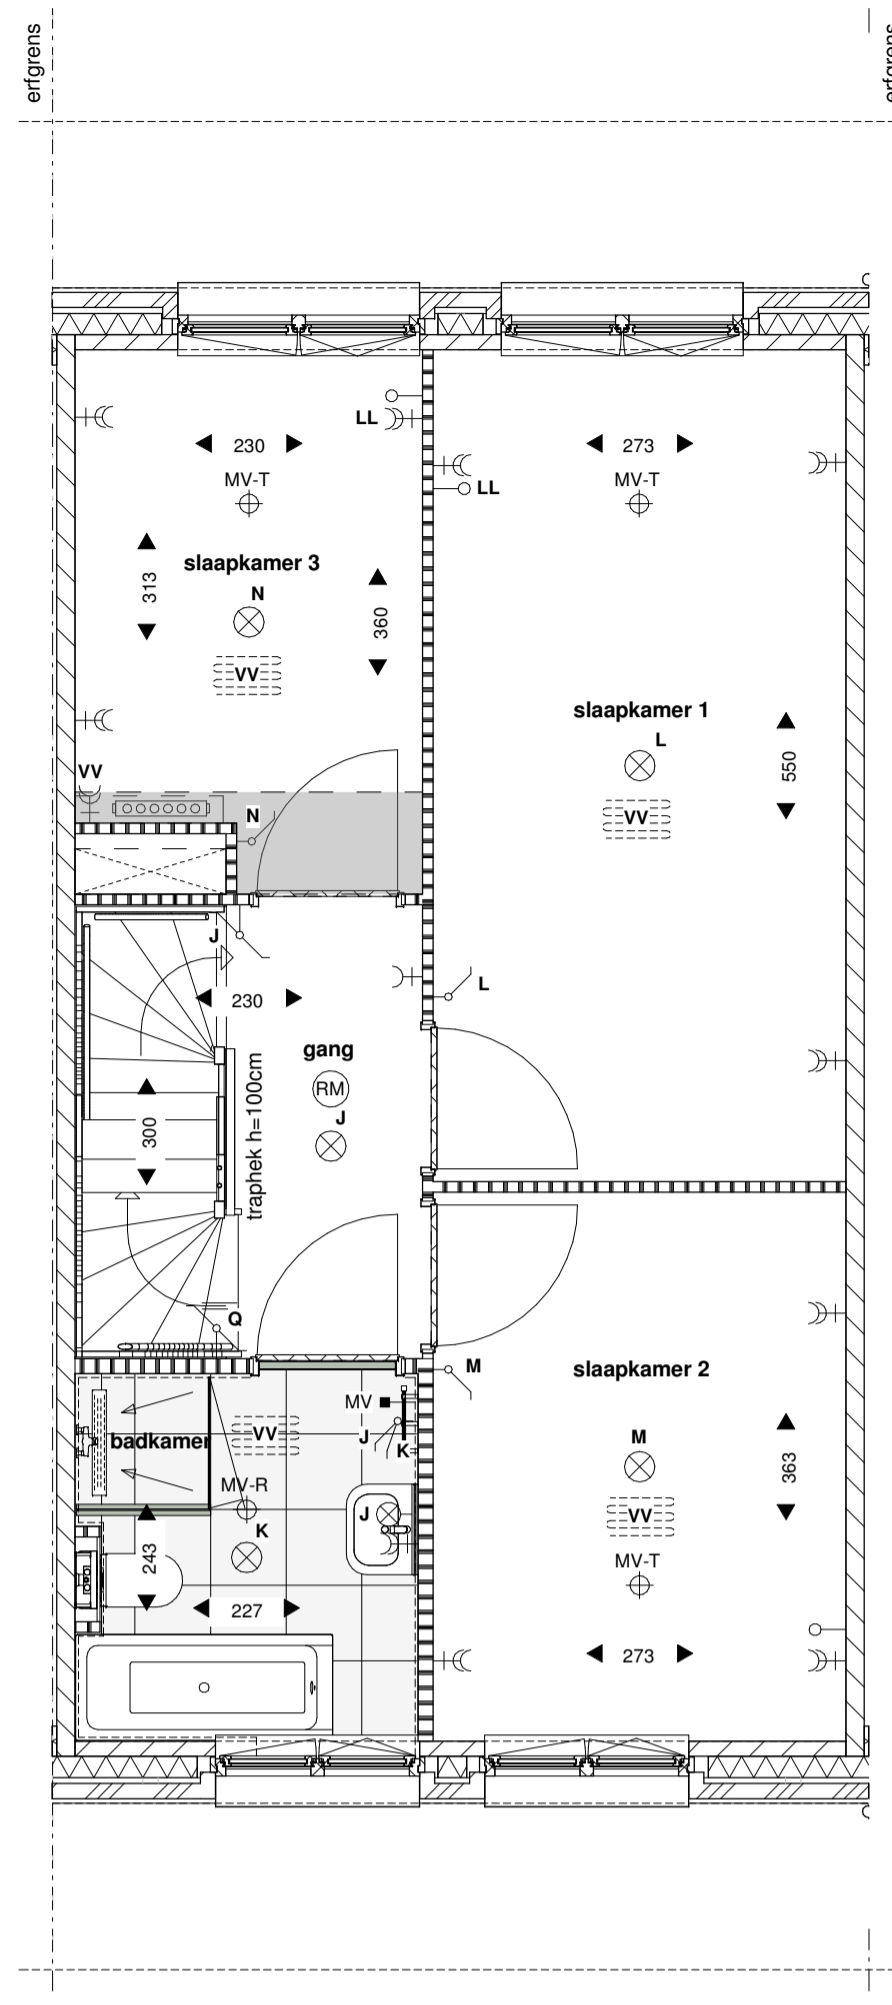 erfgrens
erfgrens
LL
230
273
MV-T
MV-T
LL
slaapkamer 3
313
N
360
VV
slaapkamer 1
L
550
VV
VV
N
J
L
230
gang
RM
J
300
traphek h=100cm
Q
M
slaapkamer 2
MV
VV
badkamer
J
K
M
363
MV-R
J
K
VV
243
MV-T
227
273